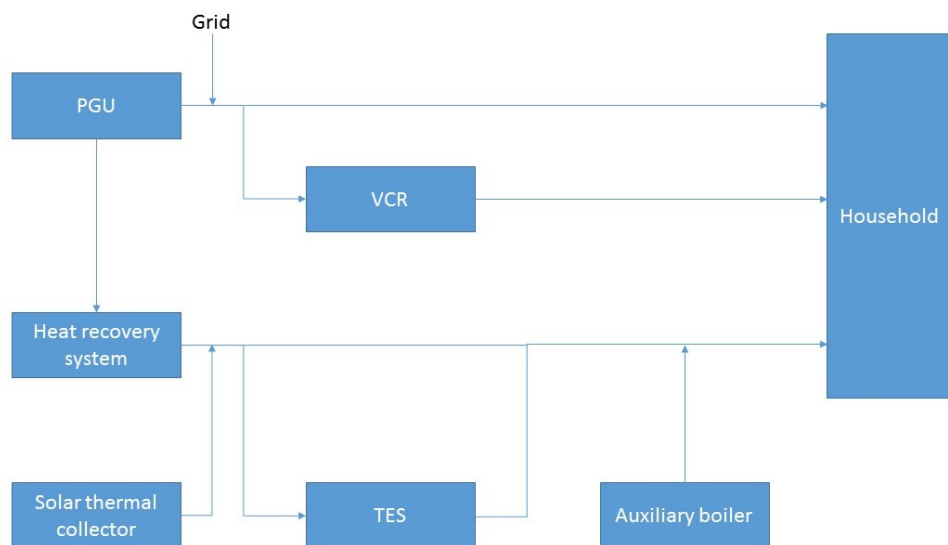 Grid
PGU
VCR
Household
Heat recovery
system
Solar thermal
collector
TES
Auxiliary boiler